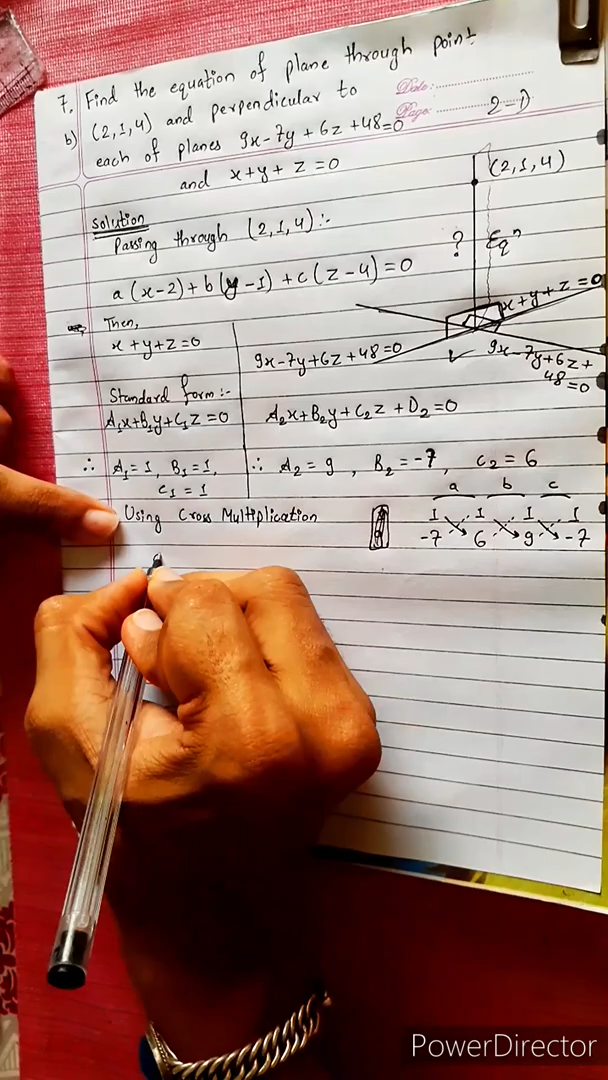 7. Find the equation of plane through point
b) (2,1,4) and perpendicular to
Date:
Page: 2-1)
each of planes 9x-7y+6z+48=0
and x+y+z=0
(2,1,4)
Solution
Passing through (2,1,4):-
? Eqⁿ
a(x-2)+b(y-1)+c(z-4)=0
x+y+z=0
Then,
x+y+z=0
9x-7y+6z+48=0
9x-7y+6z+
48
=0
Standard form:-
A₁x+B₁y+C₁z=0
A₂x+B₂y+C₂z+D₂=0
∴ A₁=1, B₁=1,
C₁=1
∴ A₂=9, B₂=-7, C₂=6
a b c
Using Cross Multiplication
1 1 1 1
-7 6 9 -7
PowerDirector